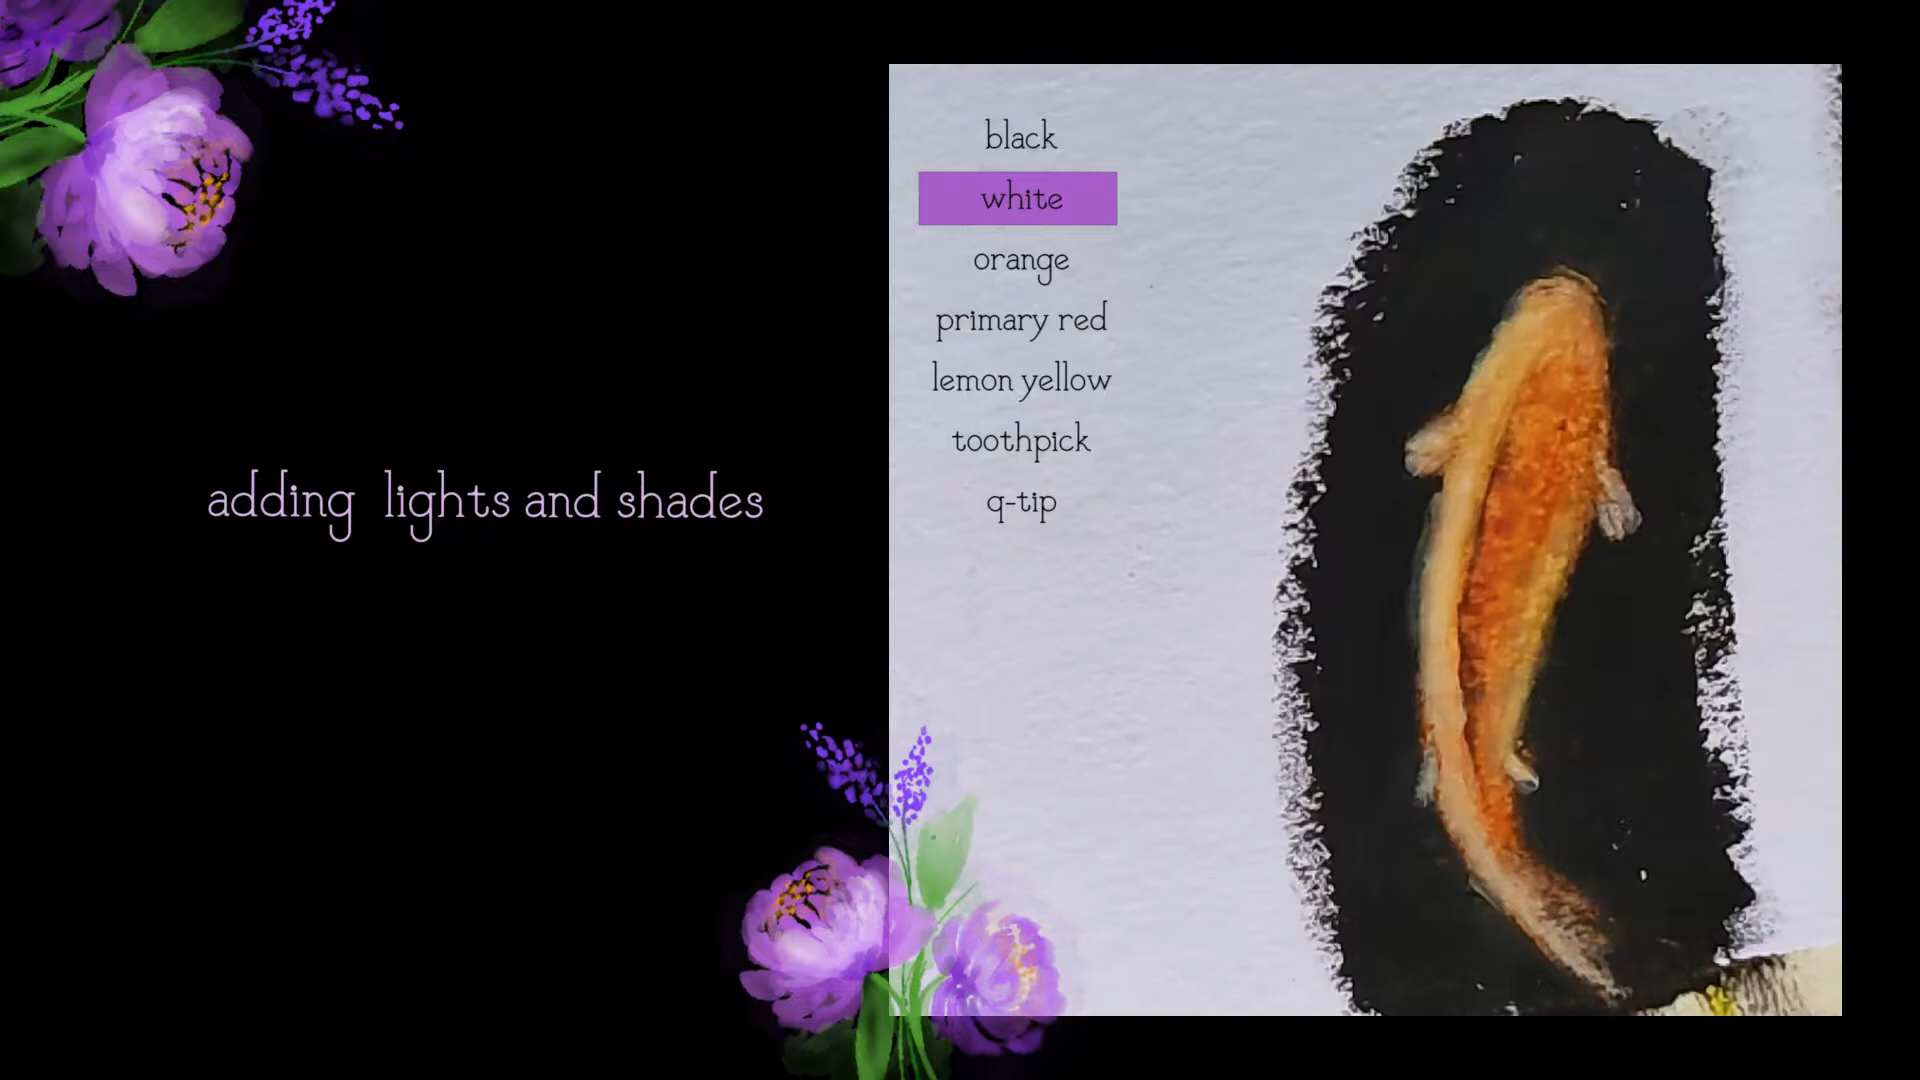 adding lights and shades
black
white
orange
primary red
lemon yellow
toothpick
q-tip